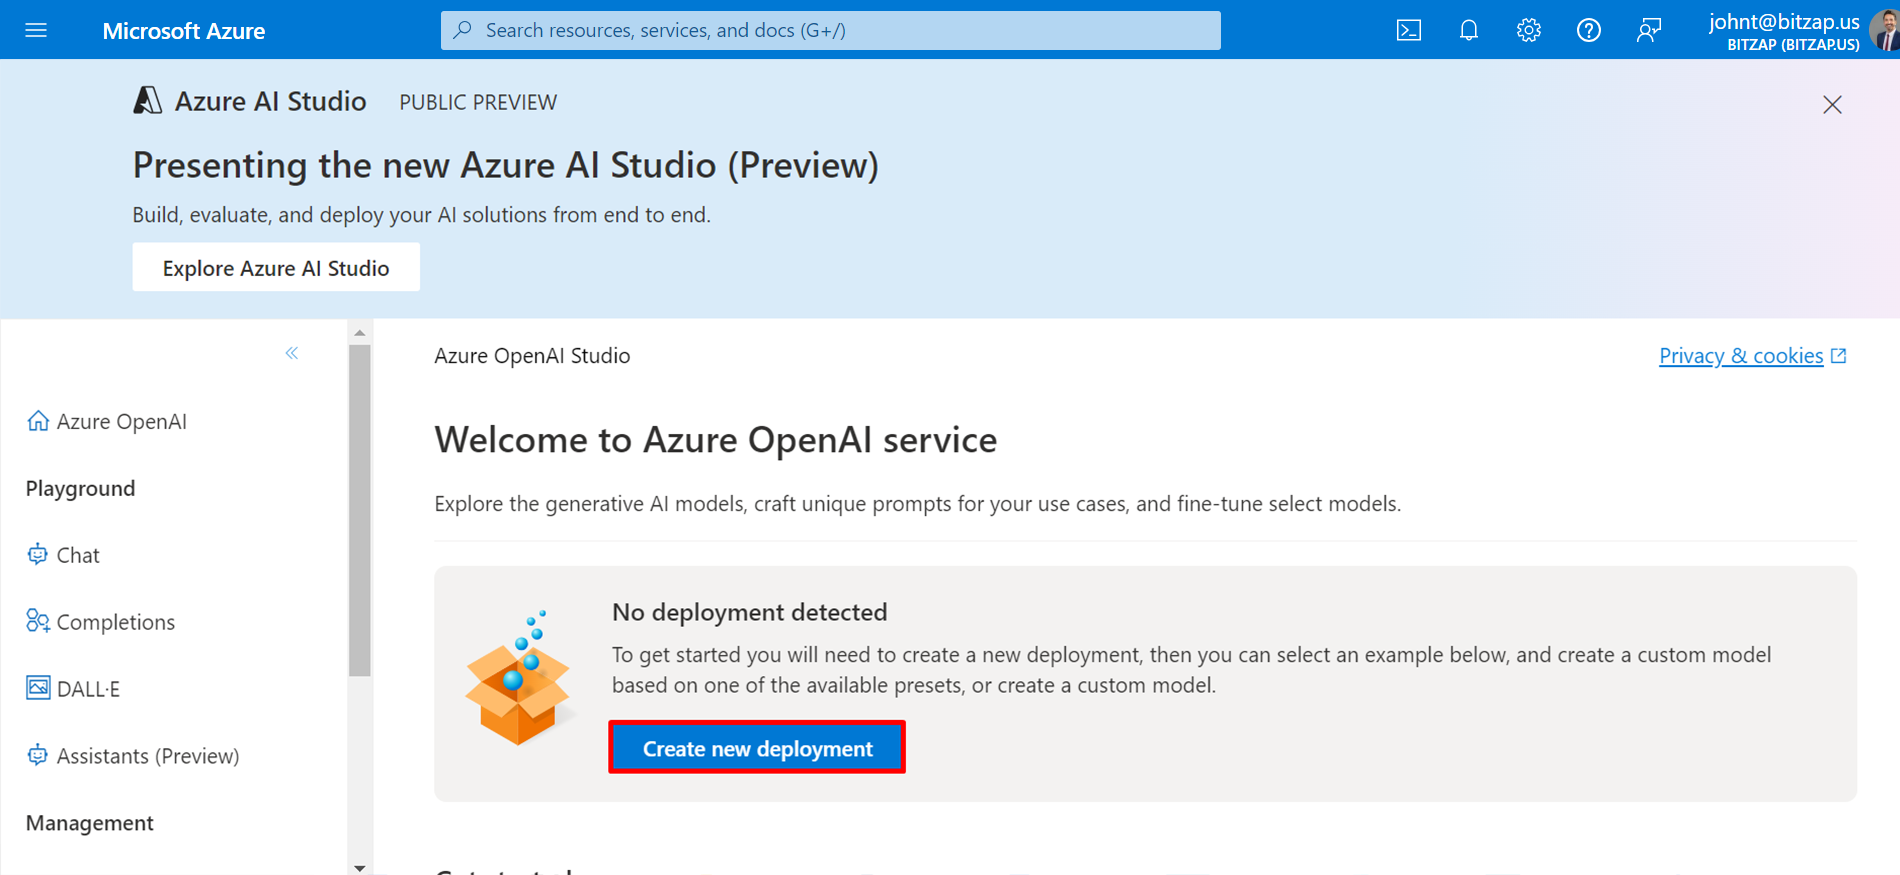 Microsoft Azure
Search resources, services, and docs (G+/)
johnt@bitzap.us
BITZAP (BITZAP.US)
Azure AI Studio PUBLIC PREVIEW
Presenting the new Azure AI Studio (Preview)
Build, evaluate, and deploy your AI solutions from end to end.
Explore Azure AI Studio
Azure OpenAI
Playground
Chat
Completions
DALL·E
Assistants (Preview)
Management
Azure OpenAI Studio
Privacy & cookies
Welcome to Azure OpenAI service
Explore the generative AI models, craft unique prompts for your use cases, and fine-tune select models.
No deployment detected
To get started you will need to create a new deployment, then you can select an example below, and create a custom model
based on one of the available presets, or create a custom model.
Create new deployment